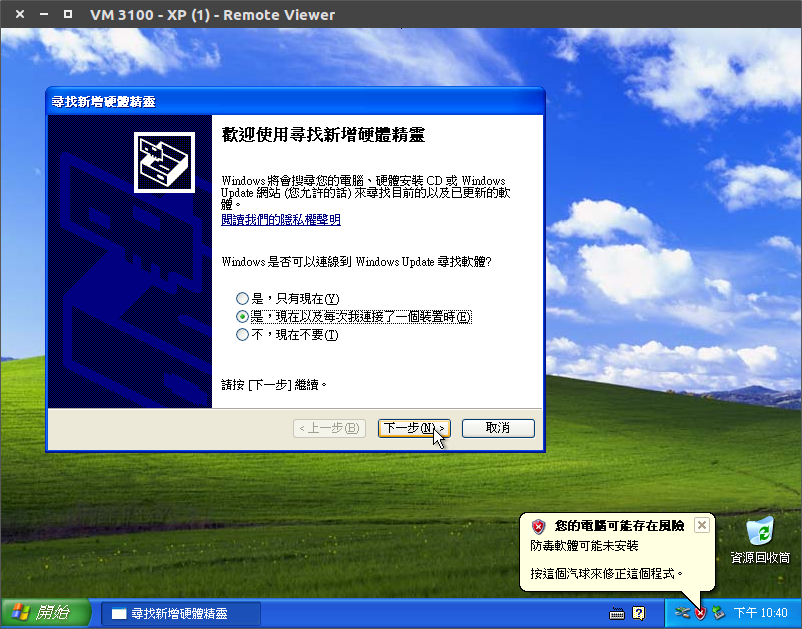 VM 3100 - XP (1) - Remote Viewer
尋找新增硬體精靈
歡迎使用尋找新增硬體精靈
Windows 將會搜尋您的電腦、硬體安裝 CD 或 Windows
Update 網站 (您允許的話) 來尋找目前的以及已更新的軟
體。
閱讀我們的隱私權聲明
Windows 是否可以連線到 Windows Update 尋找軟體?
是，只有現在(Y)
是，現在以及每次我連接了一個裝置時(E)
不，現在不要(T)
請按 [下一步] 繼續。
< 上一步(B)
下一步(N) >
取消
您的電腦可能存在風險
防毒軟體可能未安裝
按這個汽球來修正這個程式。
資源回收筒
開始
尋找新增硬體精靈
下午 10:40